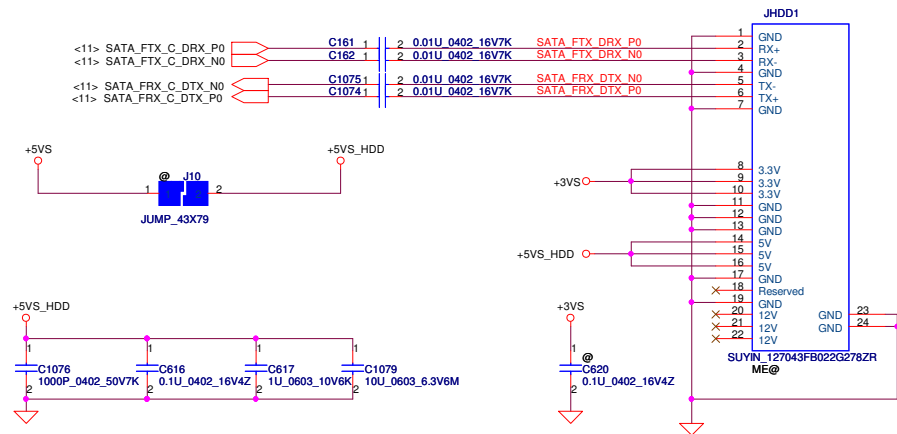 JHDD1
<11> SATA_FTX_C_DRX_P0 C161 1 2 0.01U_0402_16V7K SATA_FTX_DRX_P0
<11> SATA_FTX_C_DRX_N0 C162 1 2 0.01U_0402_16V7K SATA_FTX_DRX_N0
<11> SATA_FRX_C_DTX_N0 C1075 1 2 0.01U_0402_16V7K SATA_FRX_DTX_N0
<11> SATA_FRX_C_DTX_P0 C1074 1 2 0.01U_0402_16V7K SATA_FRX_DTX_P0
1 GND
2 RX+
3 RX-
4 GND
5 TX-
6 TX+
7 GND
+5VS +5VS_HDD
@ J10
1 1 2 2
JUMP_43X79
+3VS
8 3.3V
9 3.3V
10 3.3V
11 GND
12 GND
13 GND
+5VS_HDD
14 5V
15 5V
16 5V
17 GND
18 Reserved
19 GND
20 12V
21 12V
22 12V
GND 23
GND 24
SUYIN_127043FB022G278ZR
ME@
+5VS_HDD
1 C1076 2
1000P_0402_50V7K
1 C616 2
0.1U_0402_16V4Z
1 C617 2
1U_0603_10V6K
1 C1079 2
10U_0603_6.3V6M
+3VS
1 @
C620 2
0.1U_0402_16V4Z